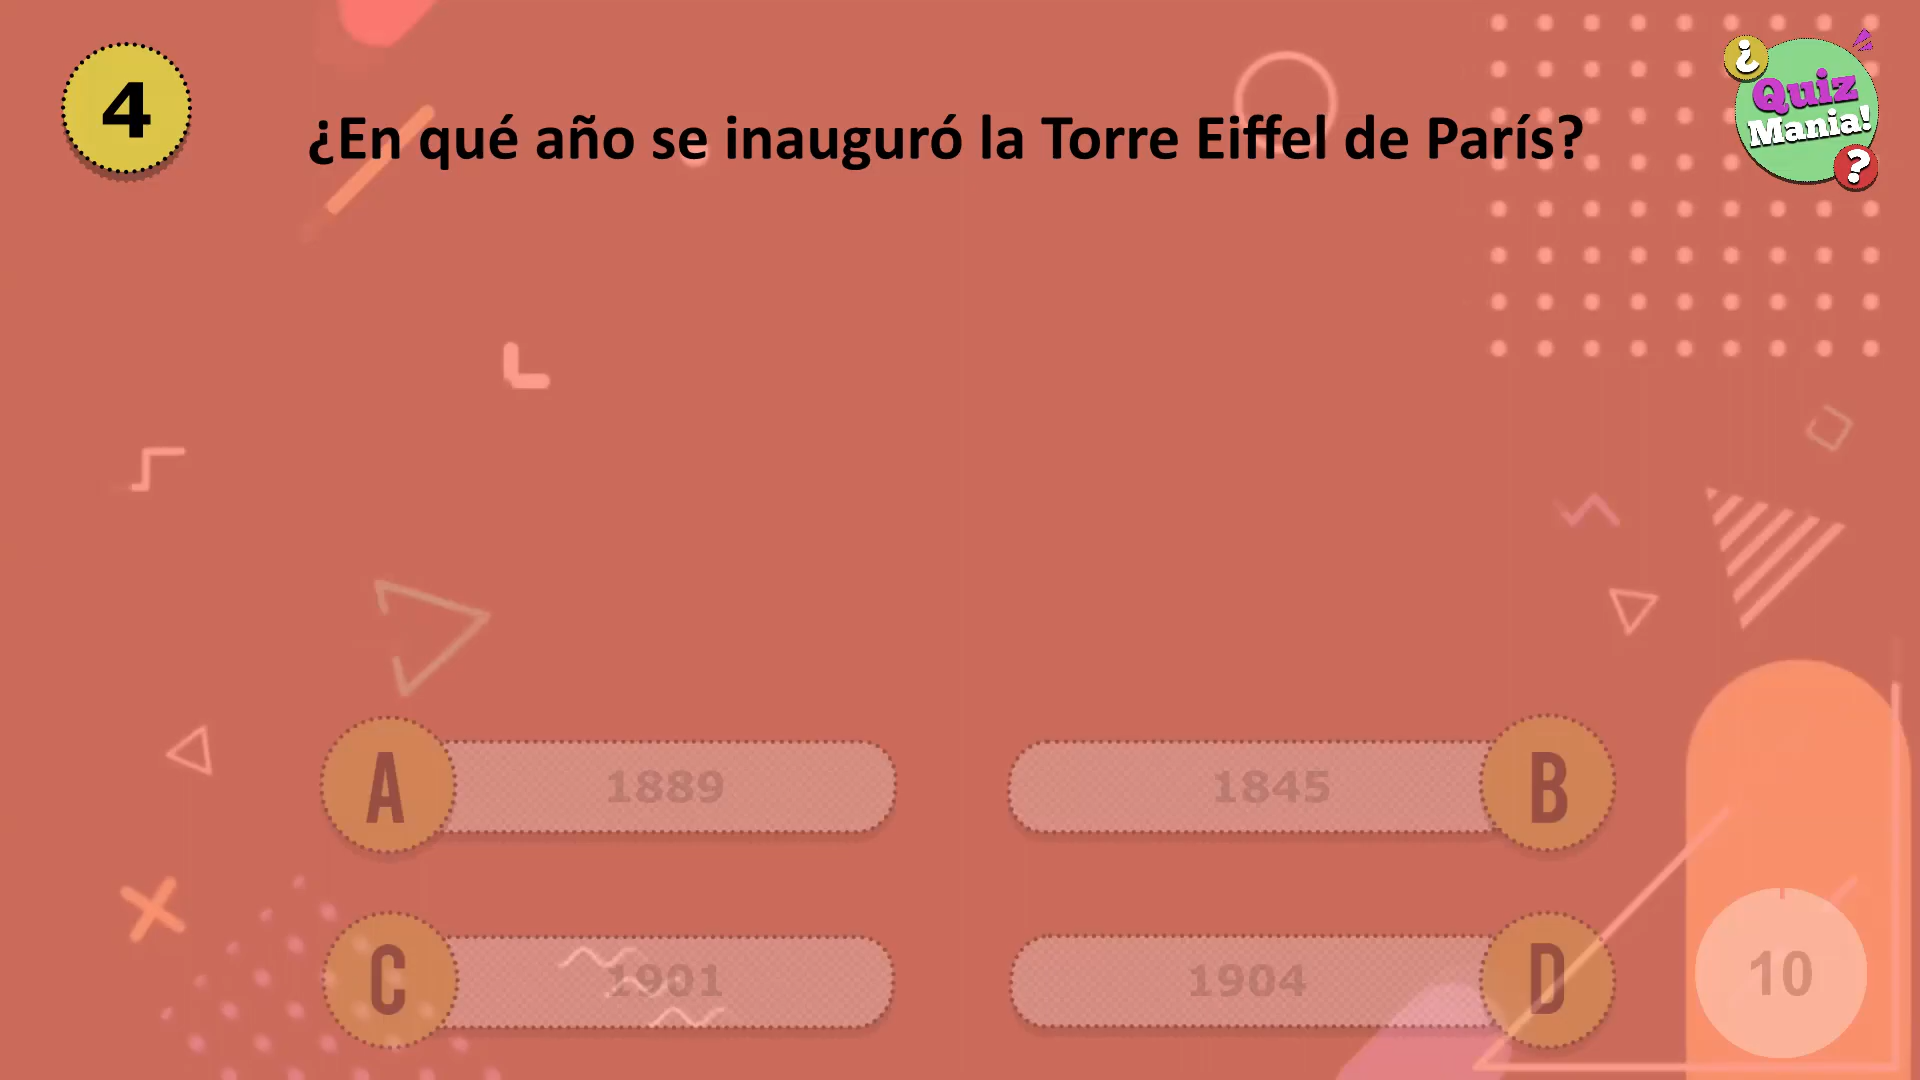 4
¿En qué año se inauguró la Torre Eiffel de París?
¿
Quiz
Mania!
?
A
1889
1845
B
C
1901
1904
D
10